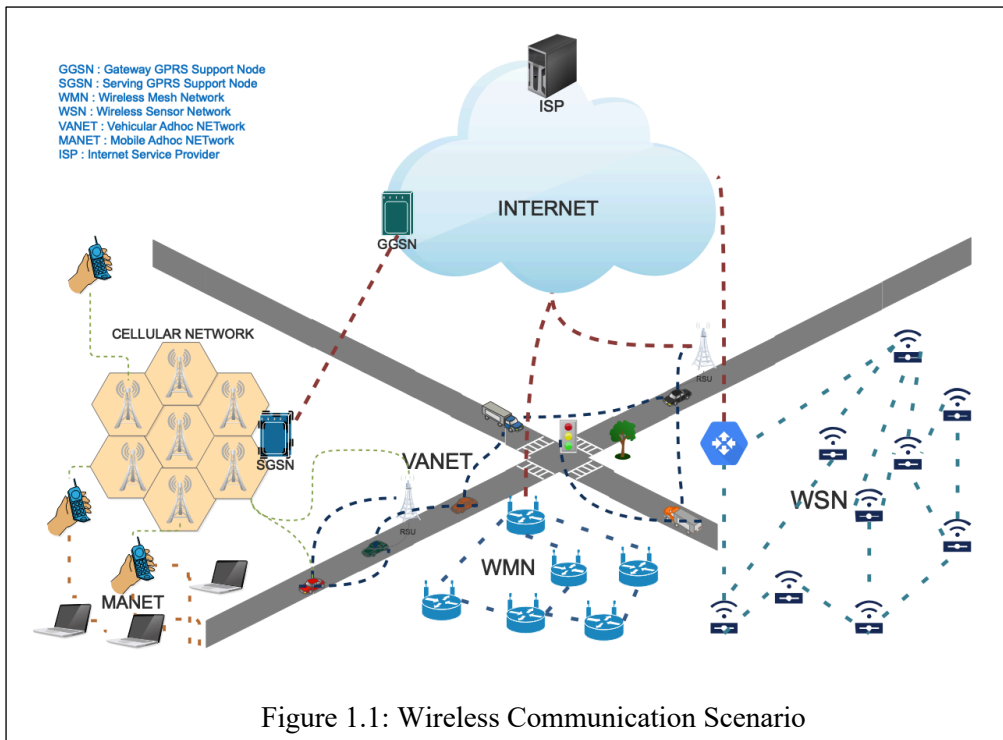 GGSN : Gateway GPRS Support Node
SGSN : Serving GPRS Support Node
WMN : Wireless Mesh Network
WSN : Wireless Sensor Network
VANET : Vehicular Adhoc NETwork
MANET : Mobile Adhoc NETwork
ISP : Internet Service Provider
ISP
INTERNET
GGSN
CELLULAR NETWORK
RSU
SGSN
VANET
WSN
RSU
WMN
MANET
Figure 1.1: Wireless Communication Scenario